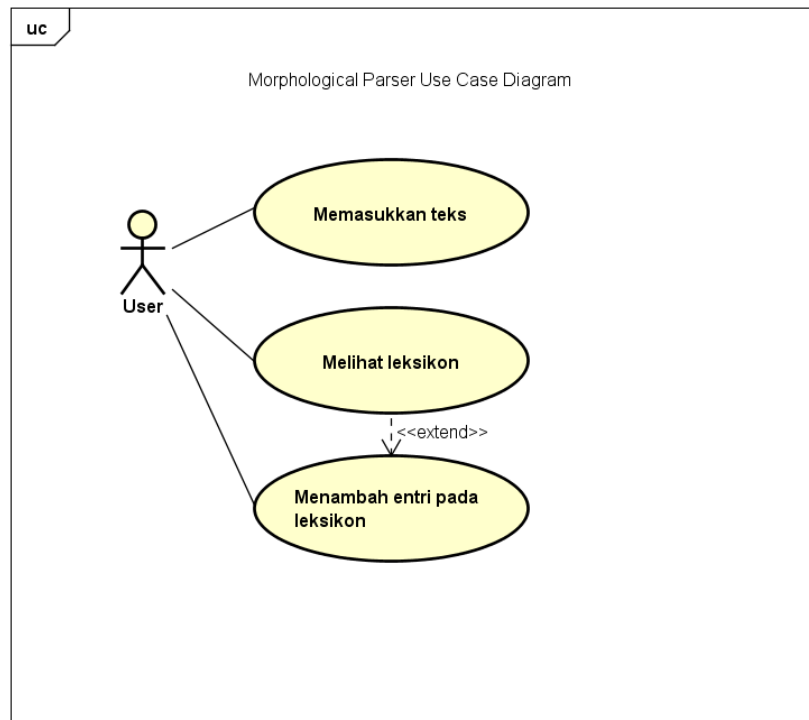 uc
Morphological Parser Use Case Diagram
Memasukkan teks
User
Melihat leksikon
<<extend>>
Menambah entri pada
leksikon